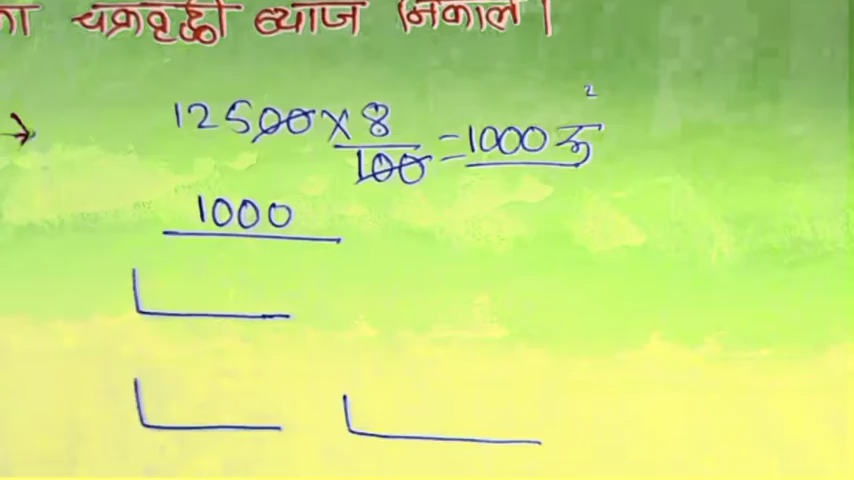 का चक्रवृद्धी ब्याज निकाले।
→ 12500 × 8/100 = 1000 रू
1000